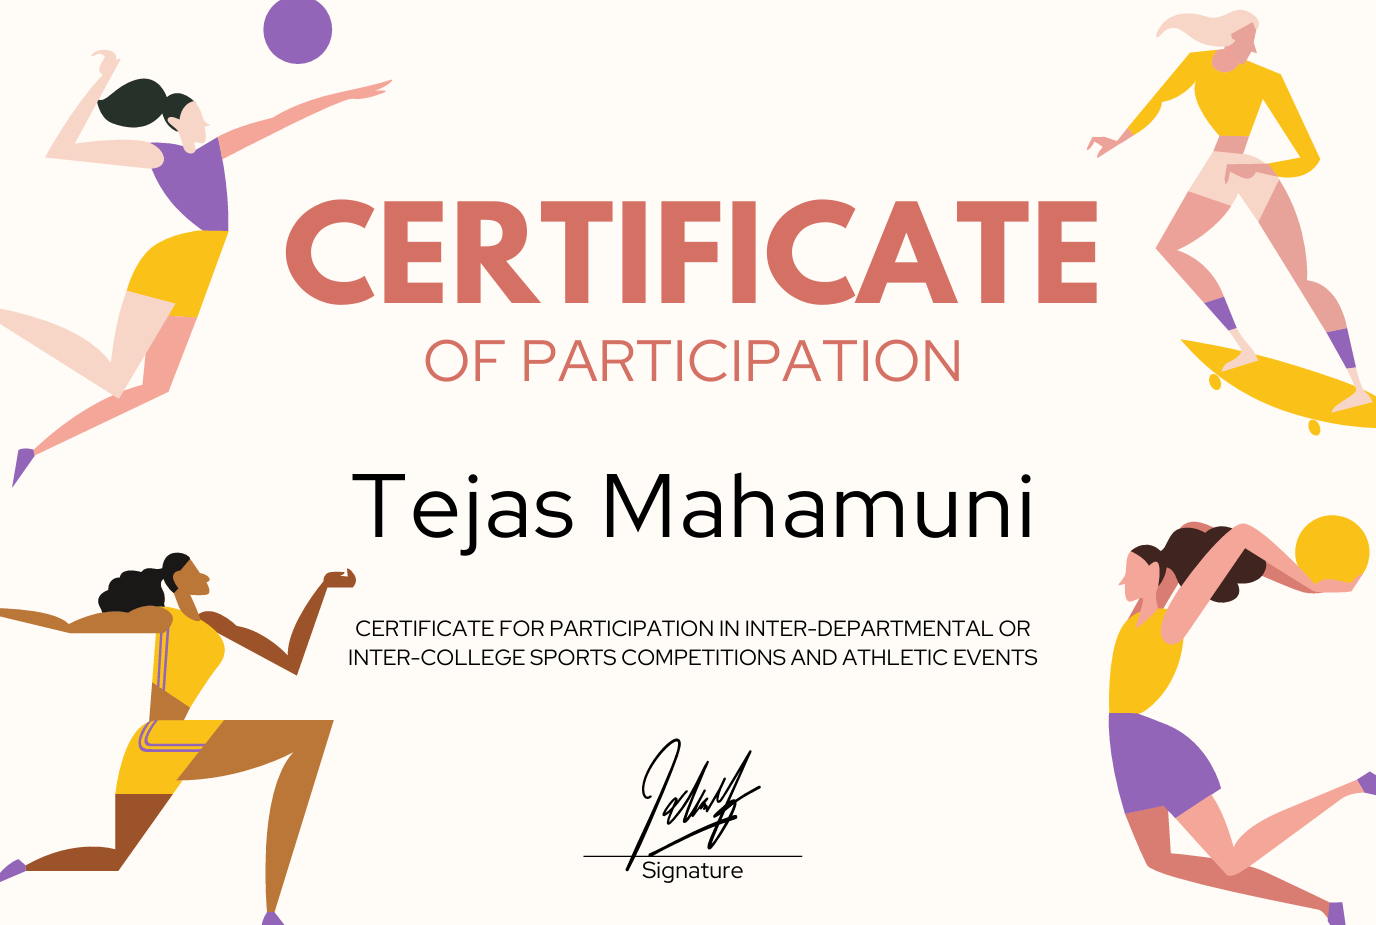 CERTIFICATE
OF PARTICIPATION
Tejas Mahamuni
CERTIFICATE FOR PARTICIPATION IN INTER-DEPARTMENTAL OR
INTER-COLLEGE SPORTS COMPETITIONS AND ATHLETIC EVENTS
Signature